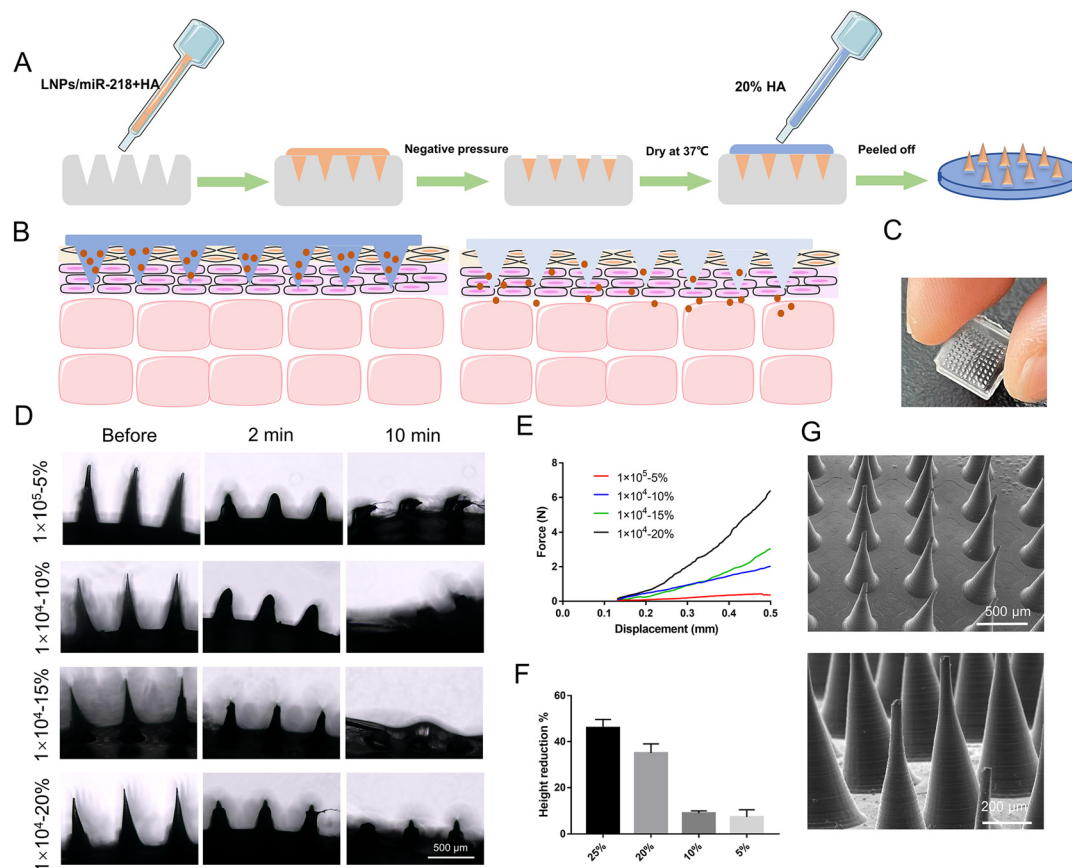 A
LNPs/miR-218+HA
Negative pressure
Dry at 37℃
20% HA
Peeled off
B
C
D
Before
2 min
10 min
1×10⁵-5%
1×10⁴-10%
1×10⁴-15%
1×10⁴-20%
500 μm
E
Force (N)
8
6
4
2
0
0.0
0.1
0.2
0.3
0.4
0.5
Displacement (mm)
1×10⁵-5%
1×10⁴-10%
1×10⁴-15%
1×10⁴-20%
F
Height reduction %
60
40
20
0
25%
20%
10%
5%
G
500 μm
200 μm